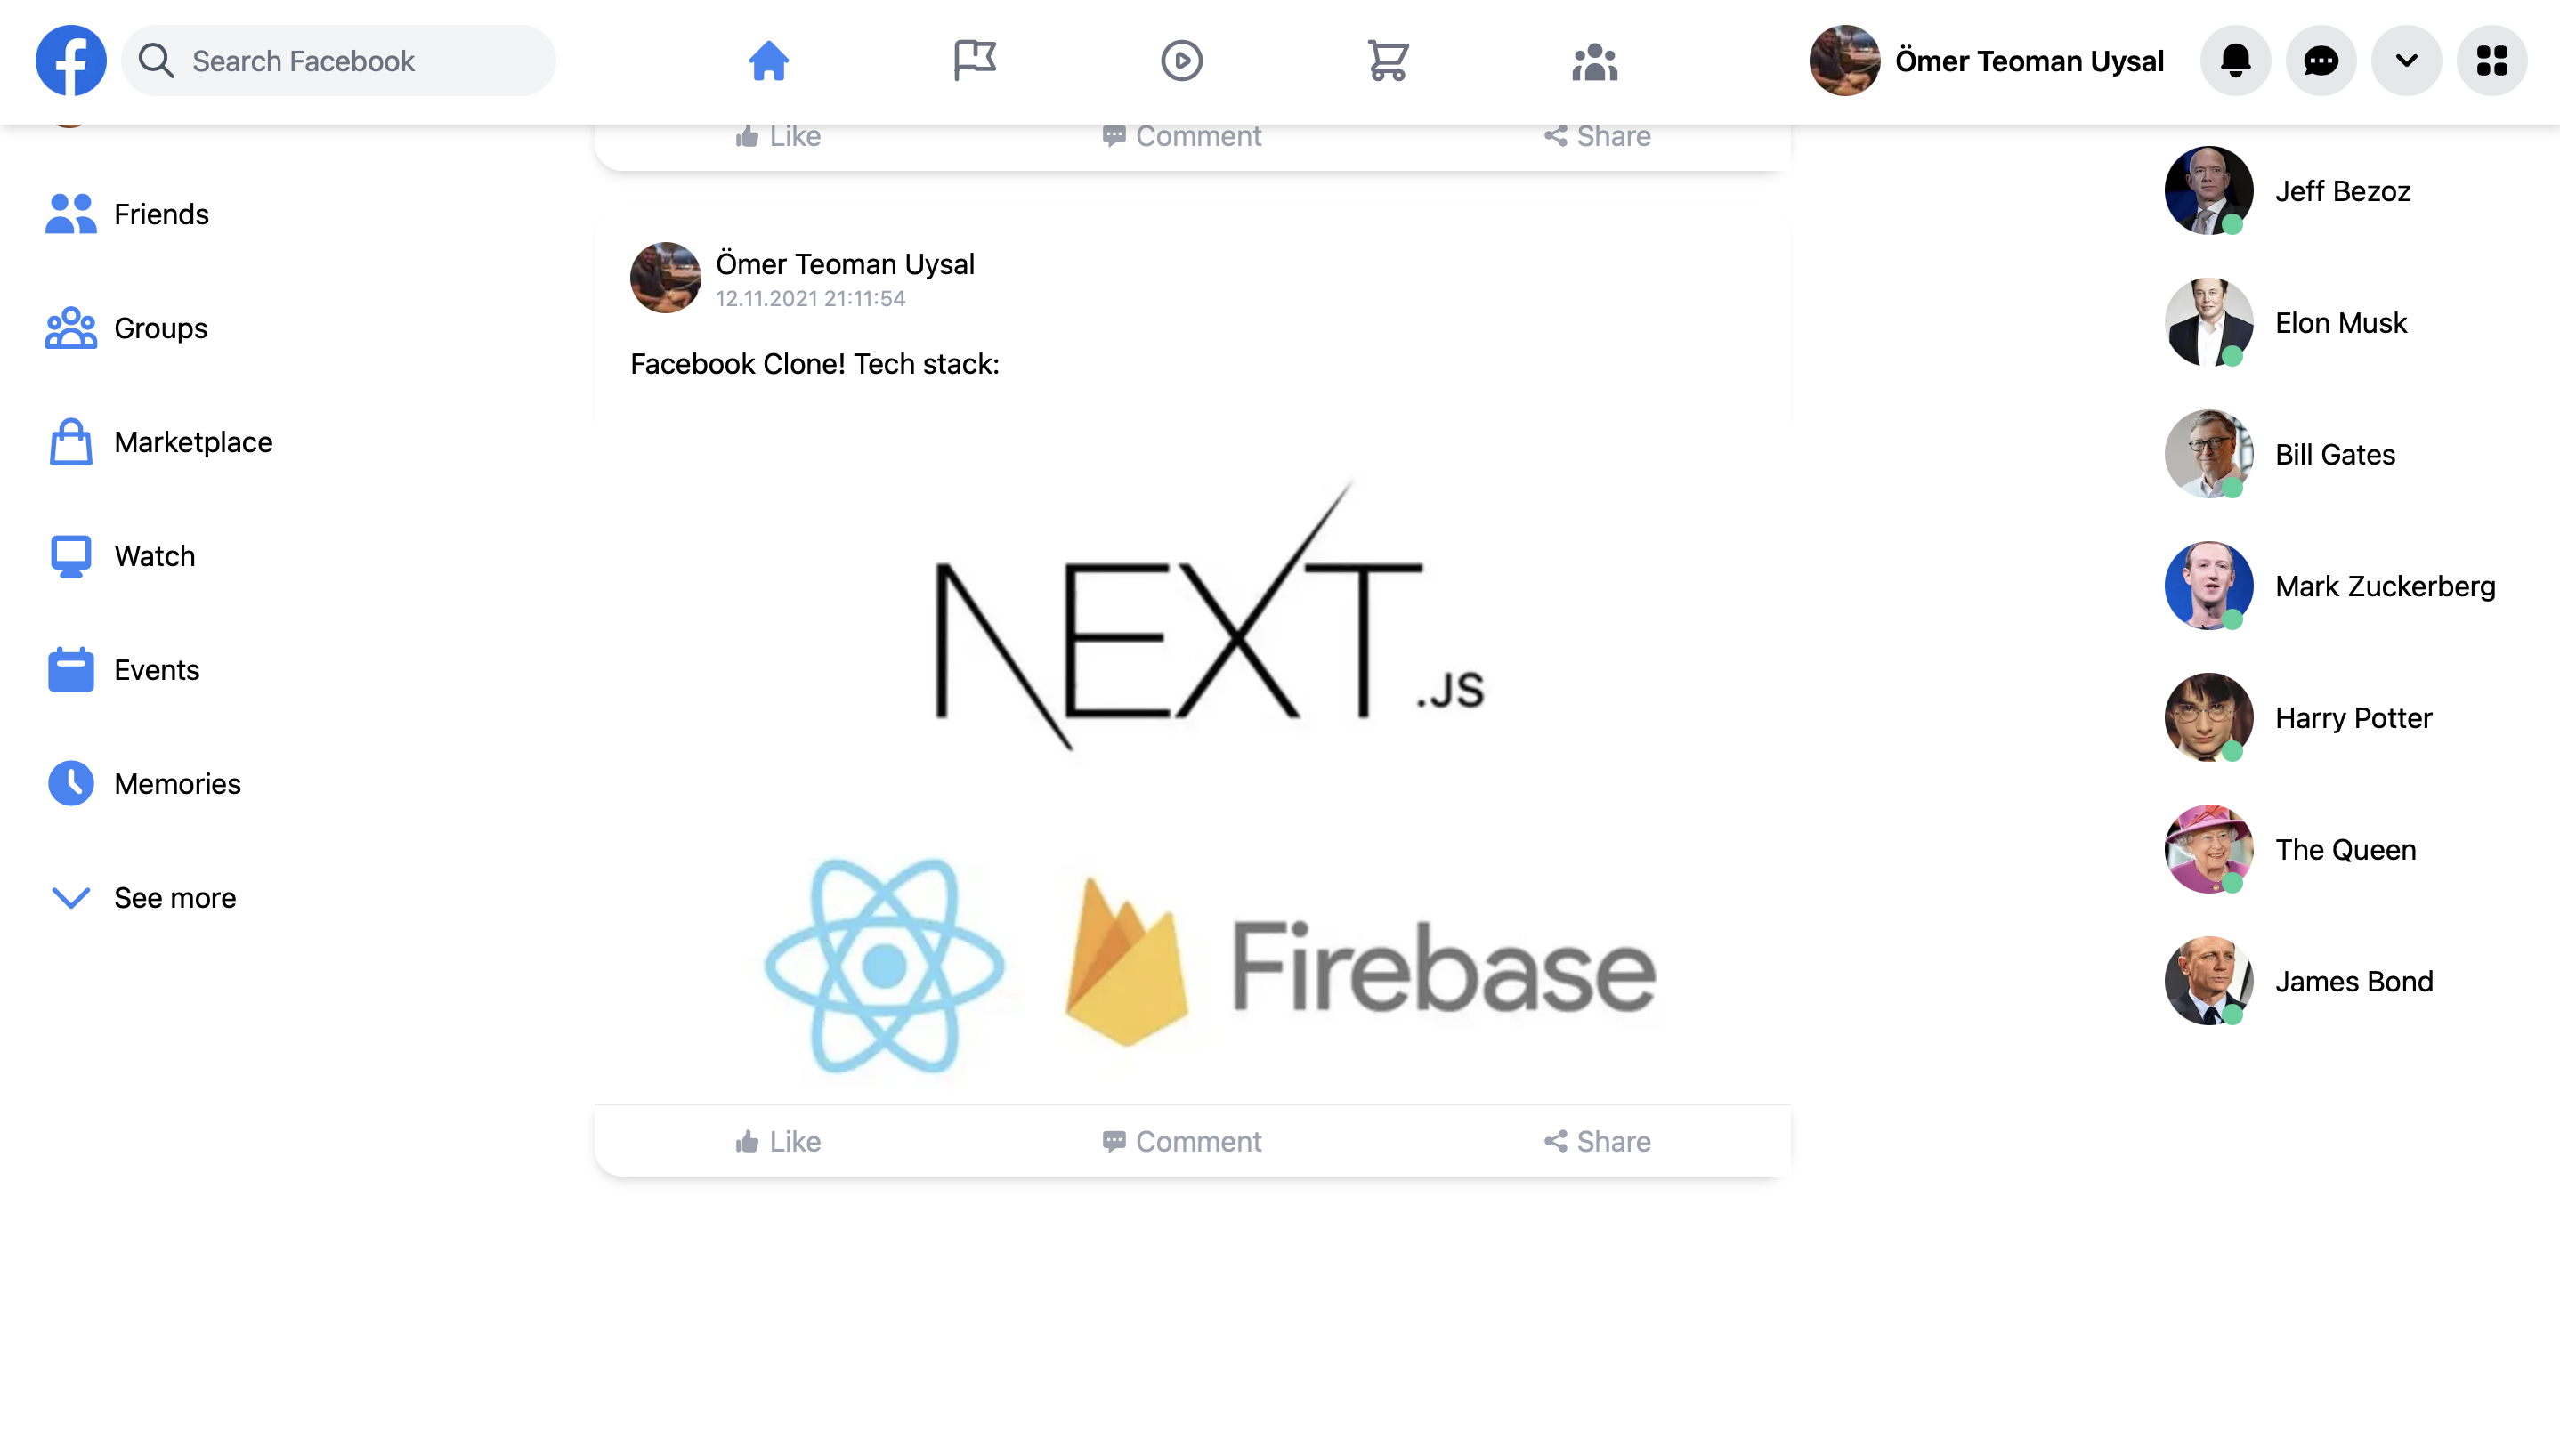 Search Facebook
Ömer Teoman Uysal
Like
Comment
Share
Friends
Groups
Marketplace
Watch
Events
Memories
See more
Ömer Teoman Uysal
12.11.2021 21:11:54
Facebook Clone! Tech stack:
NEXT.JS
Firebase
Like
Comment
Share
Jeff Bezoz
Elon Musk
Bill Gates
Mark Zuckerberg
Harry Potter
The Queen
James Bond